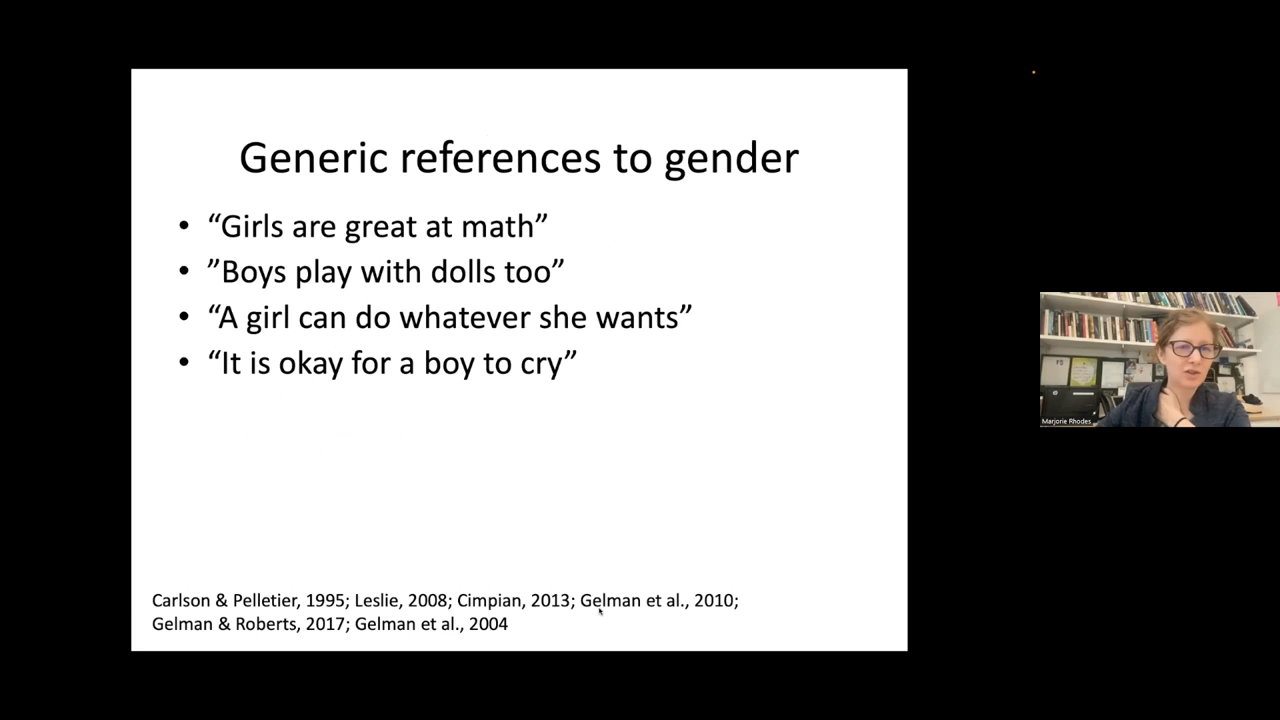 Generic references to gender
• “Girls are great at math”
• ”Boys play with dolls too”
• “A girl can do whatever she wants”
• “It is okay for a boy to cry”
Carlson & Pelletier, 1995; Leslie, 2008; Cimpian, 2013; Gelman et al., 2010;
Gelman & Roberts, 2017; Gelman et al., 2004
Marjorie Rhodes